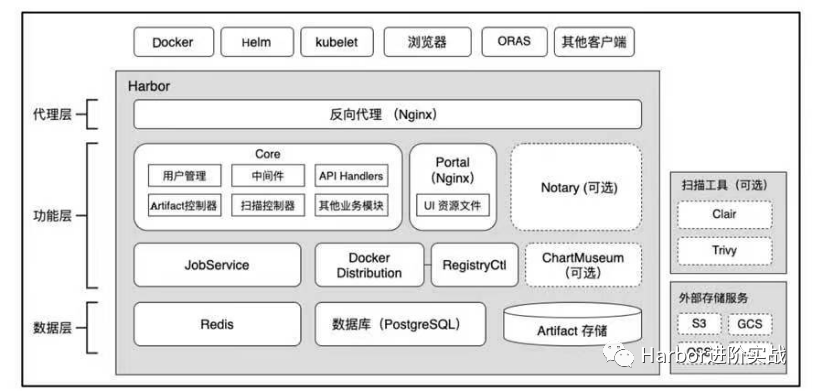 Docker
Helm
kubelet
浏览器
ORAS
其他客户端
Harbor
代理层
反向代理 （Nginx）
功能层
Core
用户管理
中间件
API Handlers
Artifact控制器
扫描控制器
其他业务模块
Portal
（Nginx）
UI 资源文件
Notary (可选)
JobService
Docker
Distribution
RegistryCtl
ChartMuseum
（可选）
数据层
Redis
数据库（PostgreSQL）
Artifact 存储
扫描工具（可选）
Clair
Trivy
外部存储服务
S3
GCS
OSS
Harbor进阶实战